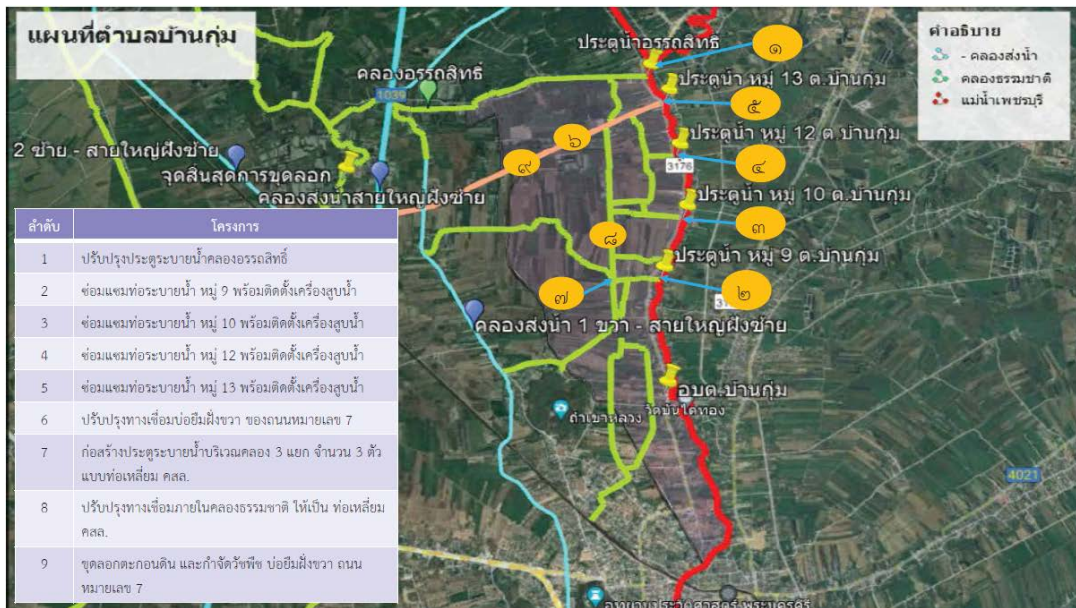 แผนที่ตำบลบ้านกุ่ม
คำอธิบาย
- คลองส่งน้ำ
คลองธรรมชาติ
แม่น้ำเพชรบุรี
ประตูน้ำอรรถสิทธิ์
๑
คลองอรรถสิทธิ์
1039
ประตูน้ำ หมู่ 13 ต.บ้านกุ่ม
๕
๖
๙
ประตูน้ำ หมู่ 12 ต.บ้านกุ่ม
3176
๔
2 ซ้าย - สายใหญ่ฝั่งซ้าย
จุดสิ้นสุดการขุดลอก
คลองส่งน้ำสายใหญ่ฝั่งซ้าย
ประตูน้ำ หมู่ 10 ต.บ้านกุ่ม
๓
๘
ประตูน้ำ หมู่ 9 ต.บ้านกุ่ม
๗
๒
คลองส่งน้ำ 1 ขวา - สายใหญ่ฝั่งซ้าย
อบต.บ้านกุ่ม
ถ้ำเขาหลวง
วัดบันไดทอง
4021
อุทยานประวัติศาสตร์ พระนครคีรี
ลำดับ โครงการ
1 ปรับปรุงประตูระบายน้ำคลองอรรถสิทธิ์
2 ซ่อมแซมท่อระบายน้ำ หมู่ 9 พร้อมติดตั้งเครื่องสูบน้ำ
3 ซ่อมแซมท่อระบายน้ำ หมู่ 10 พร้อมติดตั้งเครื่องสูบน้ำ
4 ซ่อมแซมท่อระบายน้ำ หมู่ 12 พร้อมติดตั้งเครื่องสูบน้ำ
5 ซ่อมแซมท่อระบายน้ำ หมู่ 13 พร้อมติดตั้งเครื่องสูบน้ำ
6 ปรับปรุงทางเชื่อมบ่อยืมฝั่งขวา ของถนนหมายเลข 7
7 ก่อสร้างประตูระบายน้ำบริเวณคลอง 3 แยก จำนวน 3 ตัว
แบบท่อเหลี่ยม คสล.
8 ปรับปรุงทางเชื่อมภายในคลองธรรมชาติ ให้เป็น ท่อเหลี่ยม
คสล.
9 ขุดลอกตะกอนดิน และกำจัดวัชพืช บ่อยืมฝั่งขวา ถนน
หมายเลข 7